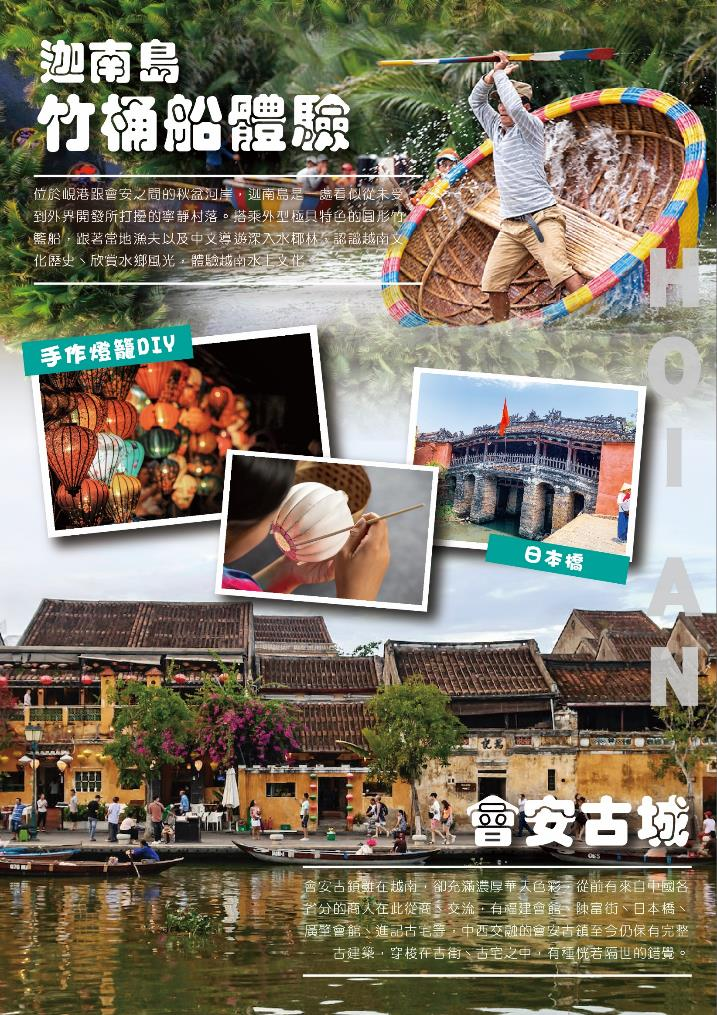 迦南島
竹桶船體驗
位於峴港跟會安之間的秋盆河岸，迦南島是一處看似從未受
到外界開發所打擾的寧靜村落。搭乘外型極具特色的圓形竹
籃船，跟著當地漁夫以及中文導遊深入水椰林，認識越南文
化歷史、欣賞水鄉風光，體驗越南水上文化。
手作燈籠DIY
日本橋
HOI AN
會安古城
會安古鎮雖在越南，卻充滿濃厚華人色彩，從前有來自中國各
省份的商人在此從商、交流，有福建會館、陳富街、日本橋、
廣肇會館、進記古宅等，中西交融的會安古鎮至今仍保有完整
古建築，穿梭在古街、古宅之中，有種恍若隔世的錯覺。